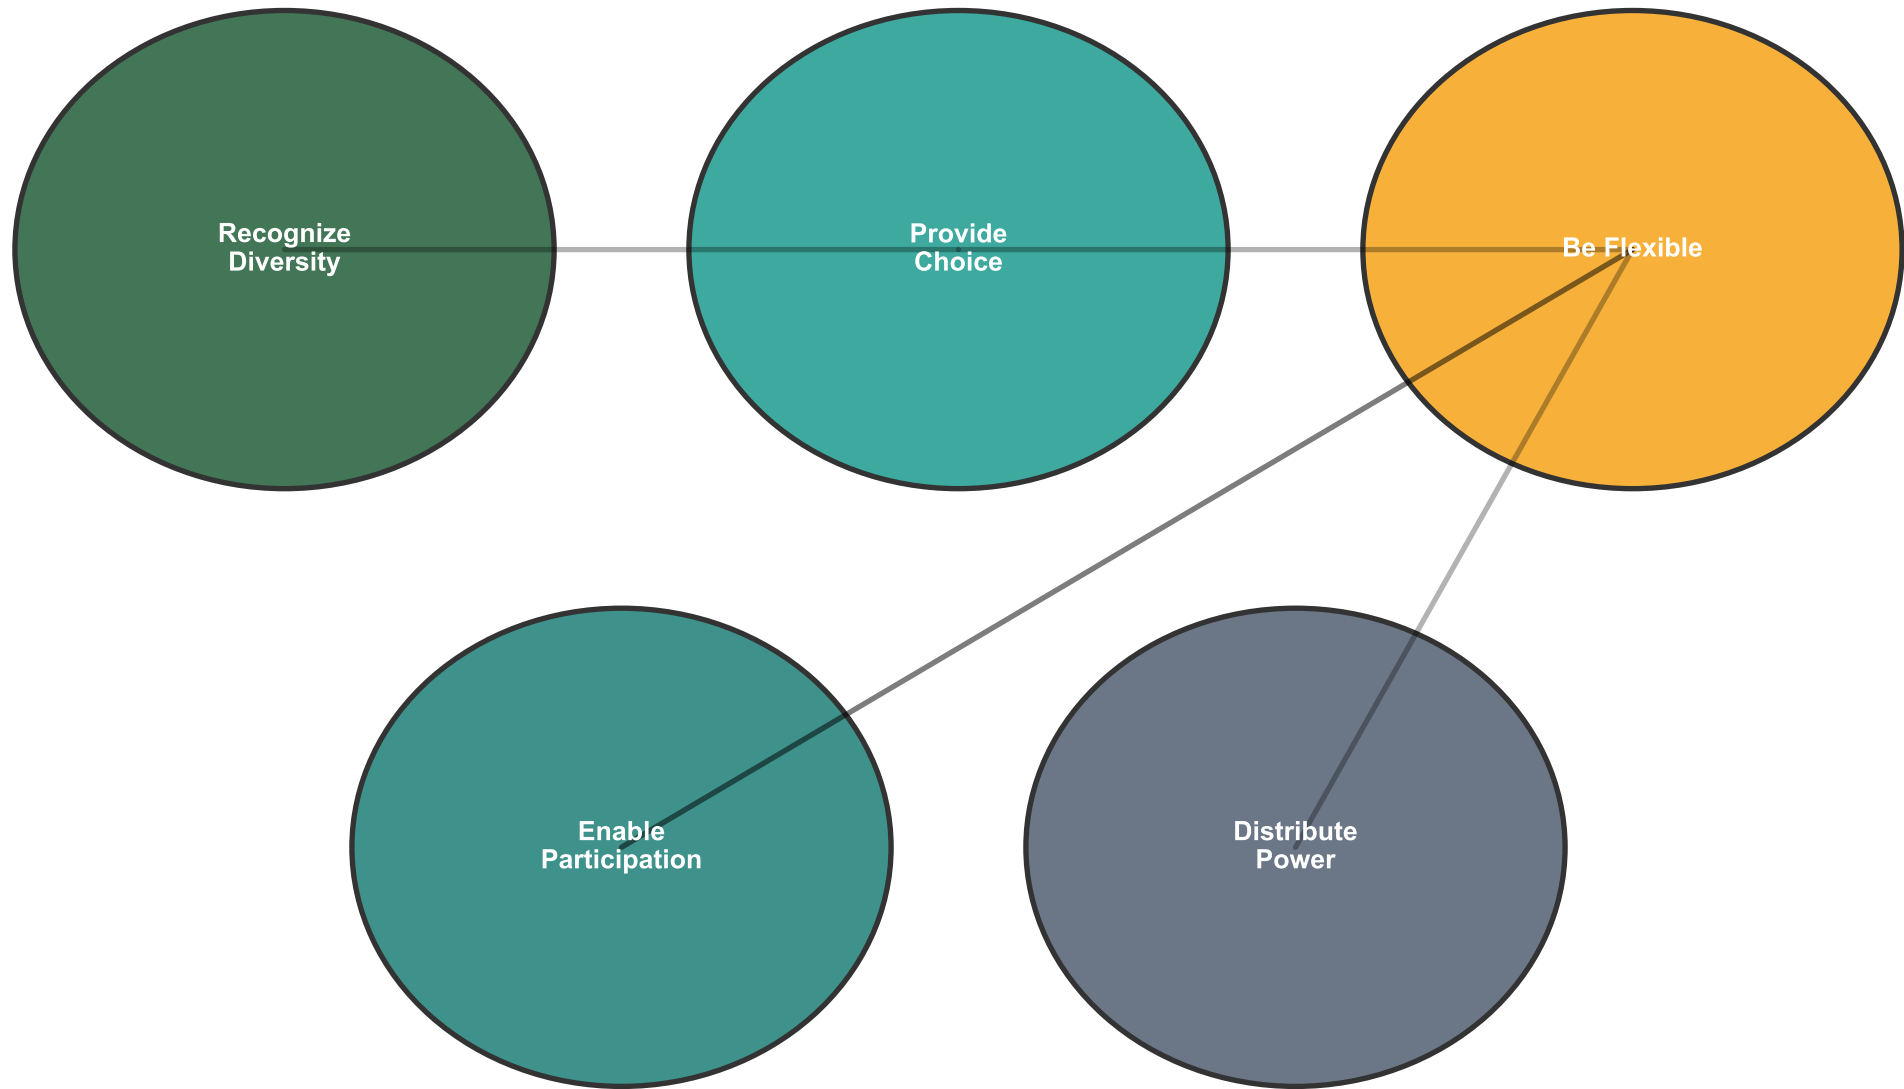 Recognize
Diversity
Provide
Choice
Be Flexible
Enable
Participation
Distribute
Power